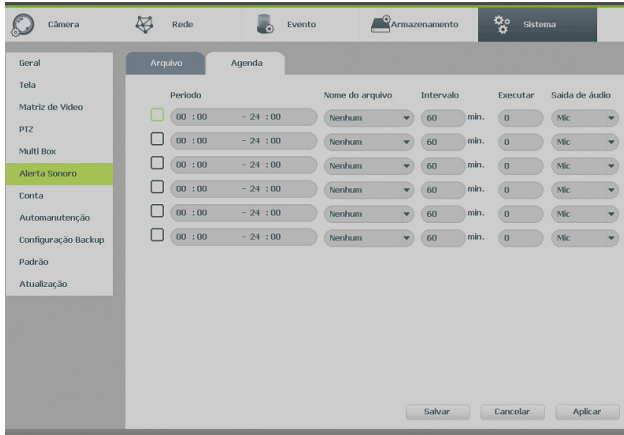 Câmera Rede Evento Armazenamento Sistema
Geral
Tela
Matriz de Vídeo
PTZ
Multi Box
Alerta Sonoro
Conta
Automanutenção
Configuração Backup
Padrão
Atualização
Arquivo Agenda
Período Nome do arquivo Intervalo Executar Saída de áudio
00 :00 - 24 :00 Nenhum 60 min. 0 Mic
00 :00 - 24 :00 Nenhum 60 min. 0 Mic
00 :00 - 24 :00 Nenhum 60 min. 0 Mic
00 :00 - 24 :00 Nenhum 60 min. 0 Mic
00 :00 - 24 :00 Nenhum 60 min. 0 Mic
00 :00 - 24 :00 Nenhum 60 min. 0 Mic
Salvar Cancelar Aplicar